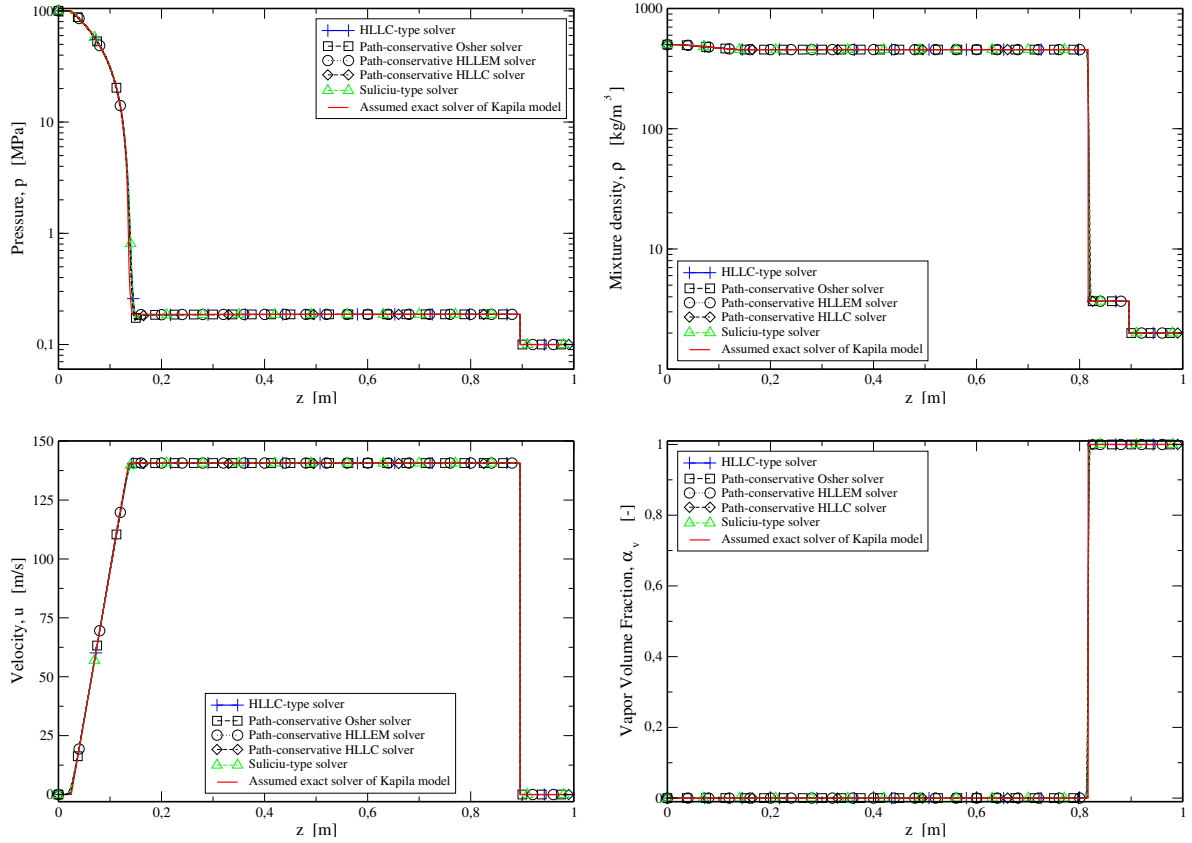 100
10
1
0.1
Pressure, p [MPa]
0
0,2
0,4
0,6
0,8
1
z [m]
HLLC-type solver
Path-conservative Osher solver
Path-conservative HLLEM solver
Path-conservative HLLC solver
Suliciu-type solver
Assumed exact solver of Kapila model
1000
100
10
1
Mixture density, ρ [kg/m³]
0
0,2
0,4
0,6
0,8
1
z [m]
HLLC-type solver
Path-conservative Osher solver
Path-conservative HLLEM solver
Path-conservative HLLC solver
Suliciu-type solver
Assumed exact solver of Kapila model
150
125
100
75
50
25
0
Velocity, u [m/s]
0
0,2
0,4
0,6
0,8
1
z [m]
HLLC-type solver
Path-conservative Osher solver
Path-conservative HLLEM solver
Path-conservative HLLC solver
Suliciu-type solver
Assumed exact solver of Kapila model
1
0,8
0,6
0,4
0,2
0
Vapor Volume Fraction, α_v [-]
0
0,2
0,4
0,6
0,8
1
z [m]
HLLC-type solver
Path-conservative Osher solver
Path-conservative HLLEM solver
Path-conservative HLLC solver
Suliciu-type solver
Assumed exact solver of Kapila model